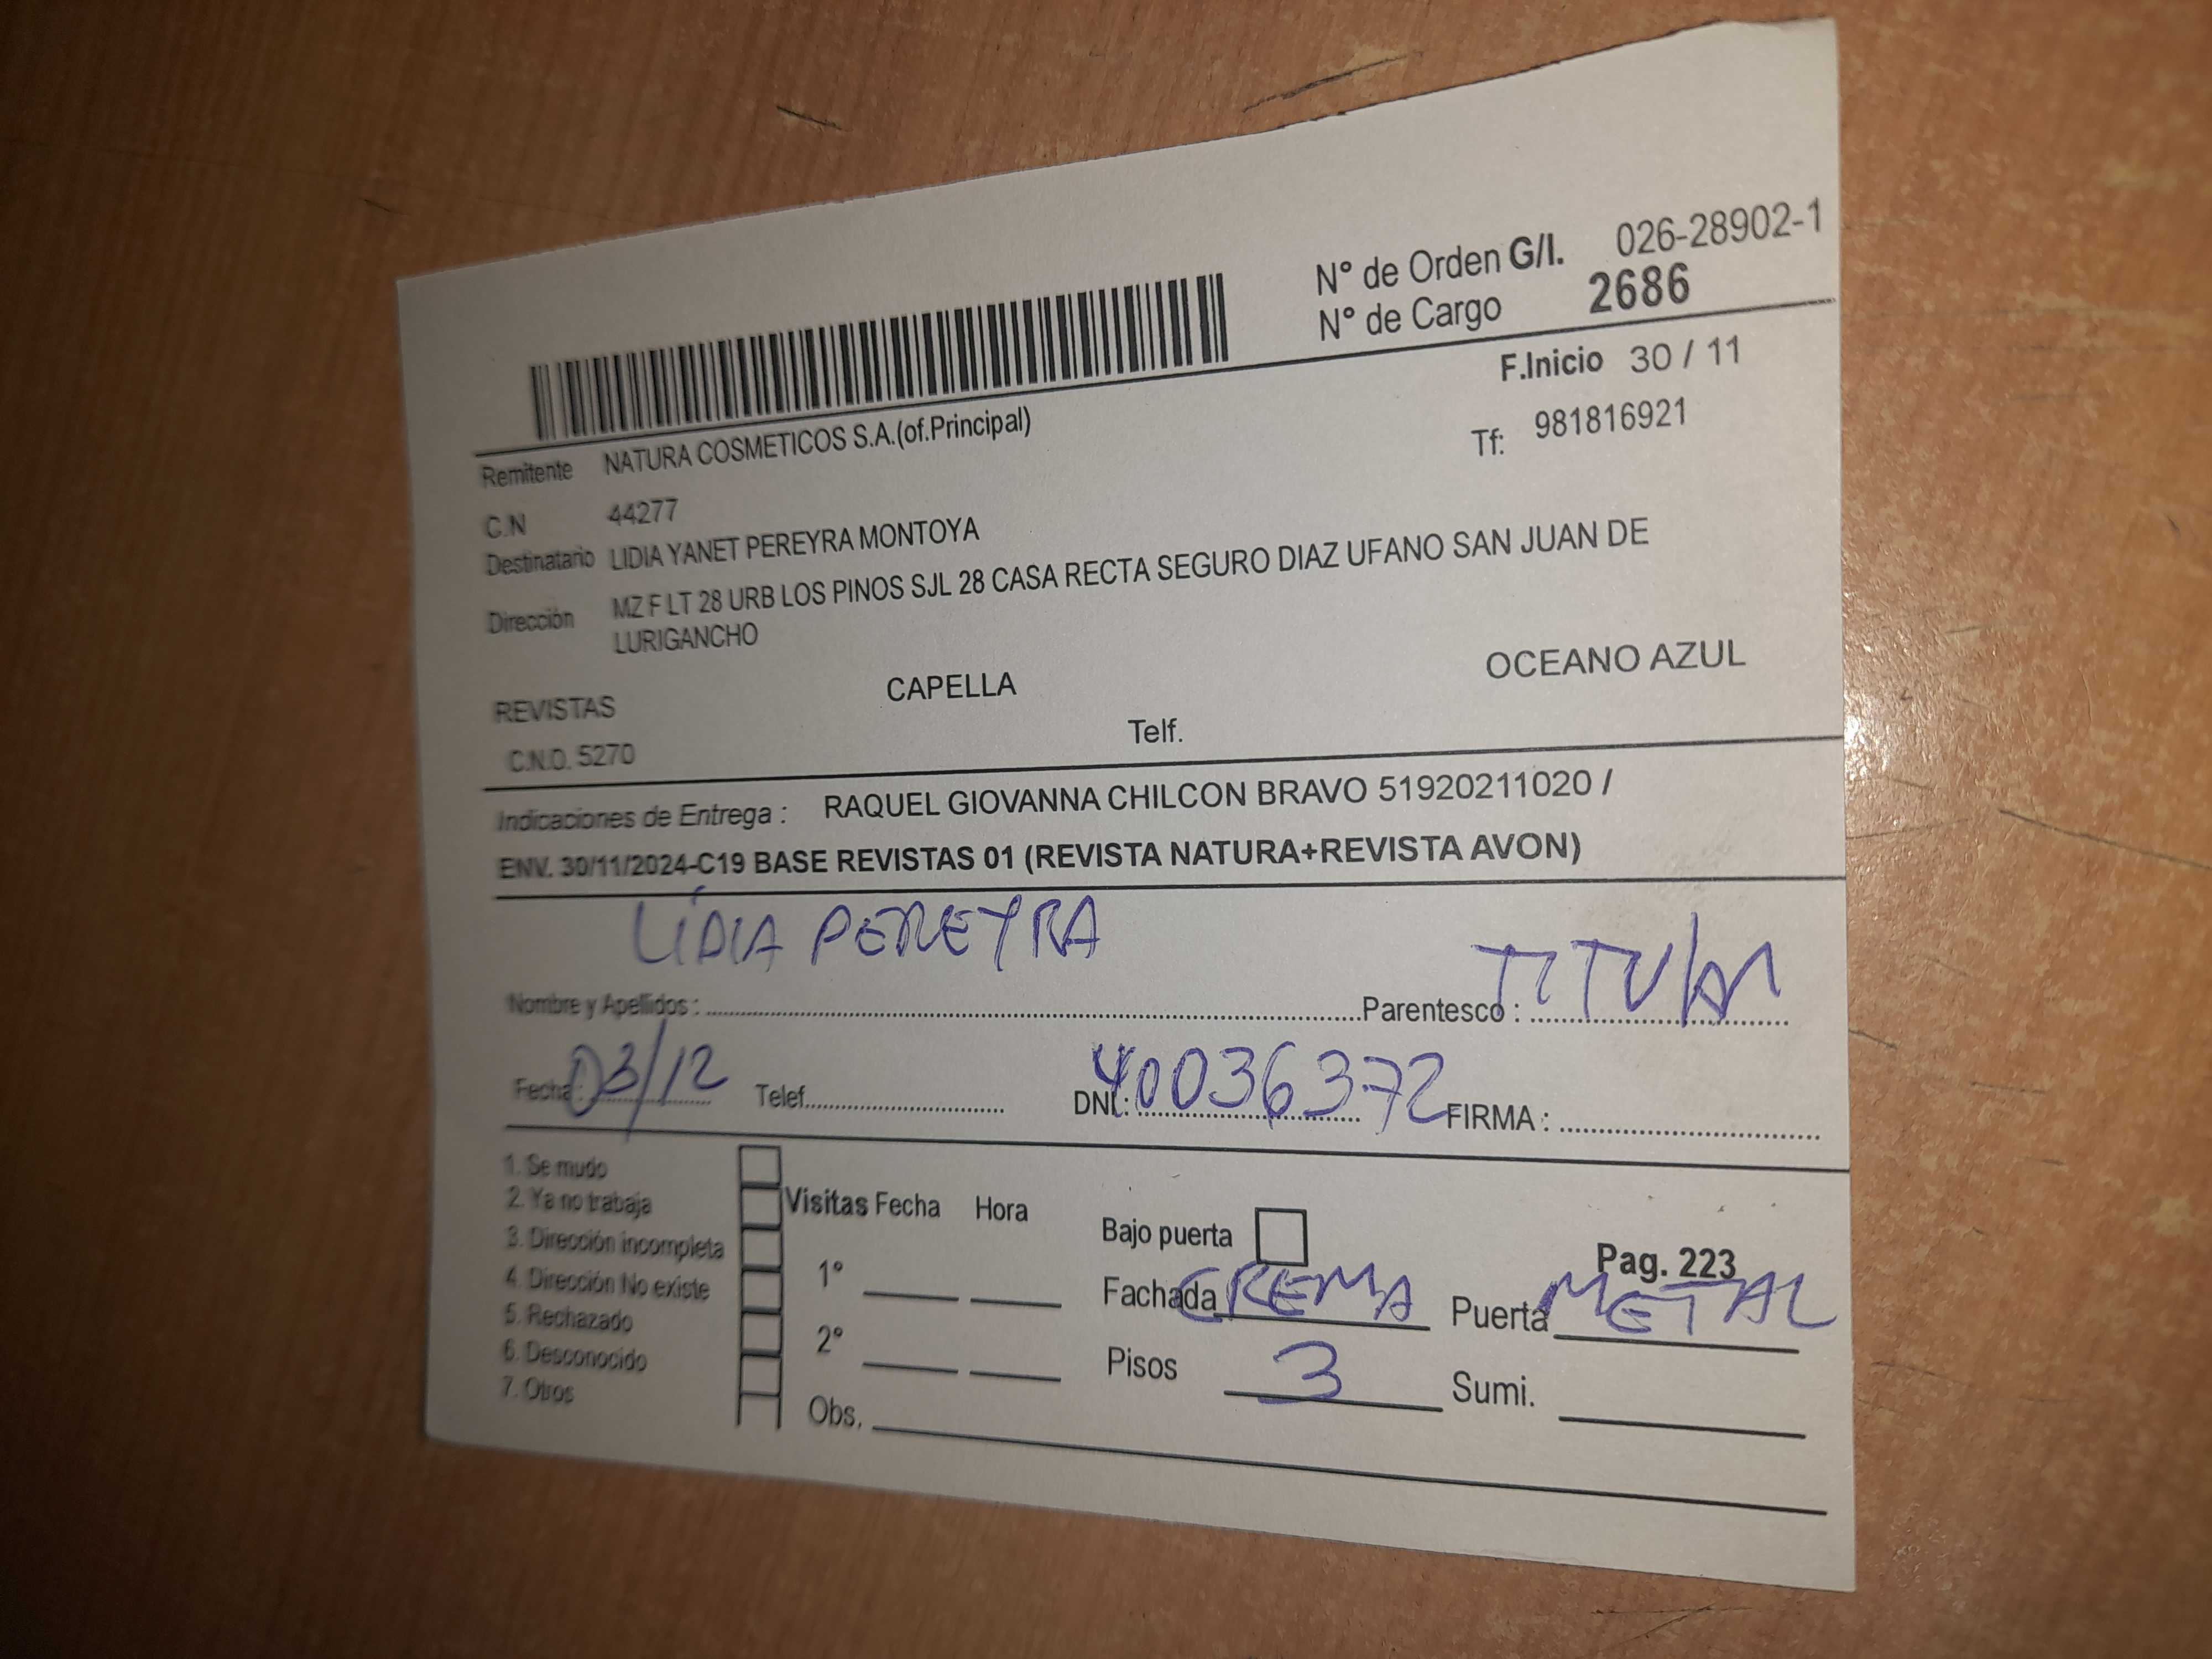 N° de Orden G/I. 026-28902-1
N° de Cargo 2686
F.Inicio 30 / 11
Remitente NATURA COSMETICOS S.A.(of.Principal)
Tf: 981816921
C.N 44277
Destinatario LIDIA YANET PEREYRA MONTOYA
Dirección MZ F LT 28 URB LOS PINOS SJL 28 CASA RECTA SEGURO DIAZ UFANO SAN JUAN DE
LURIGANCHO
REVISTAS CAPELLA OCEANO AZUL
C.N.D. 5270 Telf.
Indicaciones de Entrega : RAQUEL GIOVANNA CHILCON BRAVO 51920211020 /
ENV. 30/11/2024-C19 BASE REVISTAS 01 (REVISTA NATURA+REVISTA AVON)
LÍDIA PEREYRA TITULAR
Nombre y Apellidos : Parentesco :
Fecha : 03/12 Telef. DNI.: 40036372 FIRMA :
1. Se mudo
2. Ya no trabaja
3. Dirección incompleta
4. Dirección No existe
5. Rechazado
6. Desconocido
7. Otros
Visitas Fecha Hora
1°
2°
Obs.
Bajo puerta
Pag. 223
Fachada CREMA Puerta METAL
Pisos 3 Sumi.